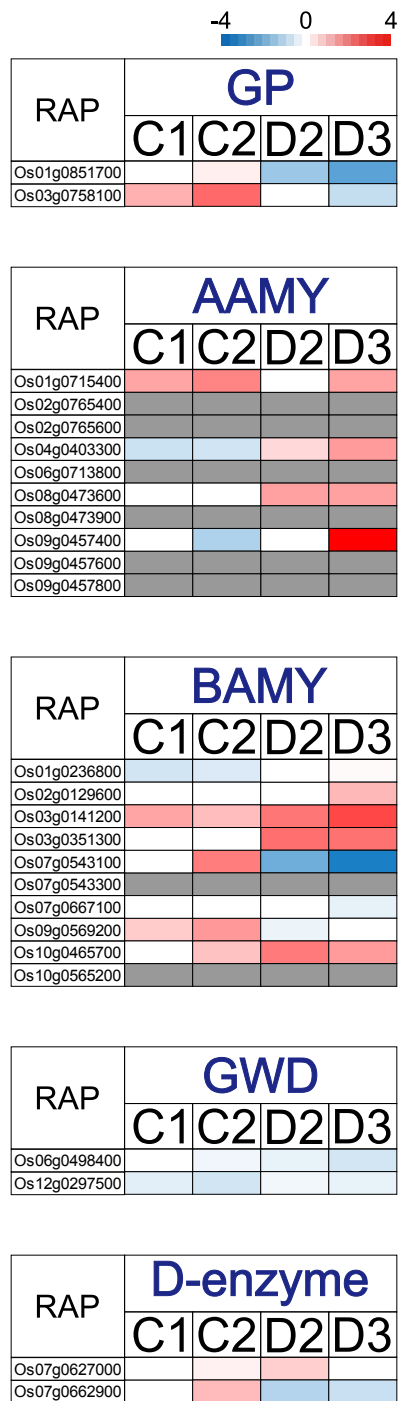 -4 0 4
RAP GP
C1 C2 D2 D3
Os01g0851700
Os03g0758100
RAP AAMY
C1 C2 D2 D3
Os01g0715400
Os02g0765400
Os02g0765600
Os04g0403300
Os06g0713800
Os08g0473600
Os08g0473900
Os09g0457400
Os09g0457600
Os09g0457800
RAP BAMY
C1 C2 D2 D3
Os01g0236800
Os02g0129600
Os03g0141200
Os03g0351300
Os07g0543100
Os07g0543300
Os07g0667100
Os09g0569200
Os10g0465700
Os10g0565200
RAP GWD
C1 C2 D2 D3
Os06g0498400
Os12g0297500
RAP D-enzyme
C1 C2 D2 D3
Os07g0627000
Os07g0662900